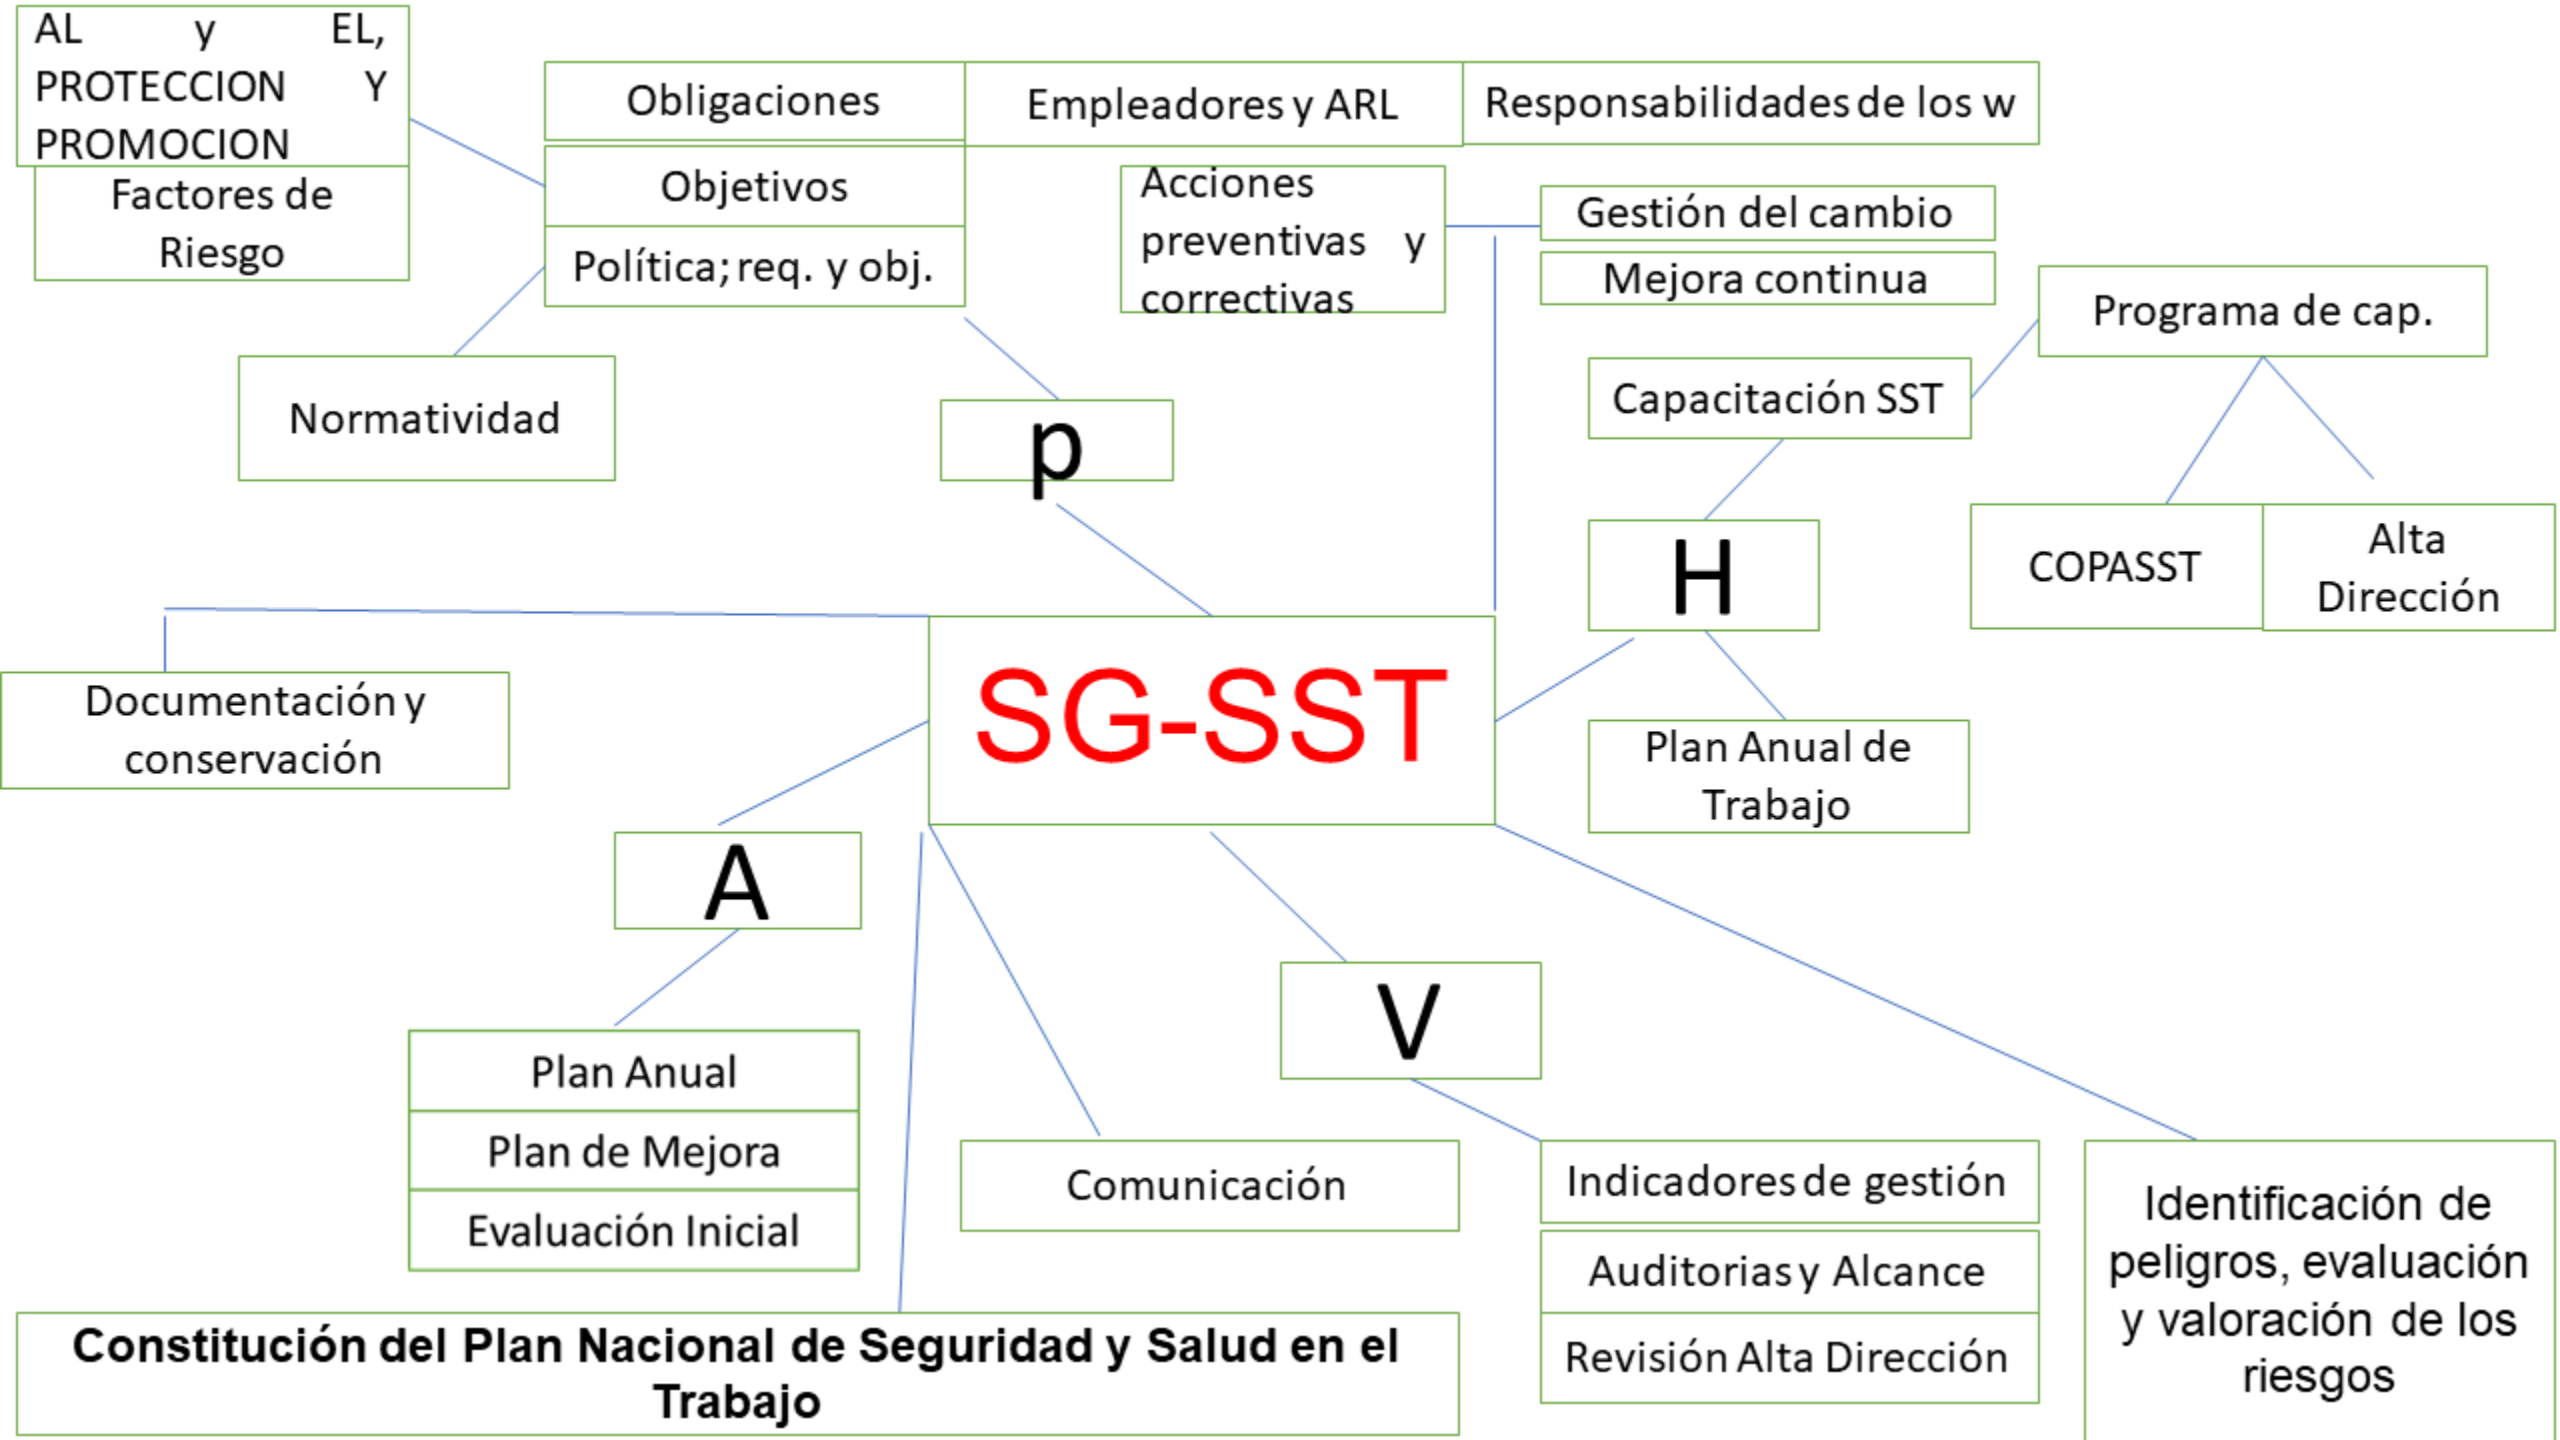 AL y EL,
PROTECCION Y
PROMOCION
Factores de
Riesgo
Obligaciones
Empleadores y ARL
Responsabilidades de los w
Objetivos
Política; req. y obj.
Acciones
preventivas y
correctivas
Gestión del cambio
Mejora continua
Programa de cap.
Normatividad
p
Capacitación SST
H
COPASST
Alta
Dirección
Documentación y
conservación
SG-SST
Plan Anual de
Trabajo
A
V
Plan Anual
Plan de Mejora
Evaluación Inicial
Comunicación
Indicadores de gestión
Auditorias y Alcance
Revisión Alta Dirección
Identificación de
peligros, evaluación
y valoración de los
riesgos
Constitución del Plan Nacional de Seguridad y Salud en el
Trabajo